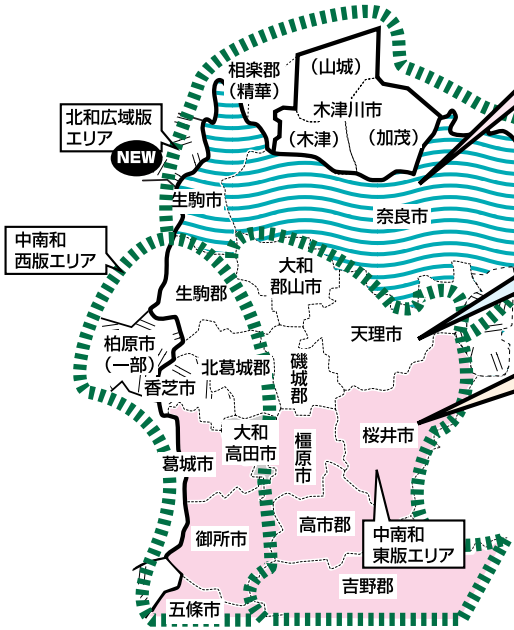 相楽郡
（精華）
（山城）
木津川市
（木津）
（加茂）
北和広域版
エリア
NEW
生駒市
奈良市
中南和
西版エリア
生駒郡
大和
郡山市
天理市
柏原市
（一部）
香芝市
北葛城郡
磯城郡
大和
高田市
橿原市
桜井市
葛城市
御所市
高市郡
中南和
東版エリア
五條市
吉野郡